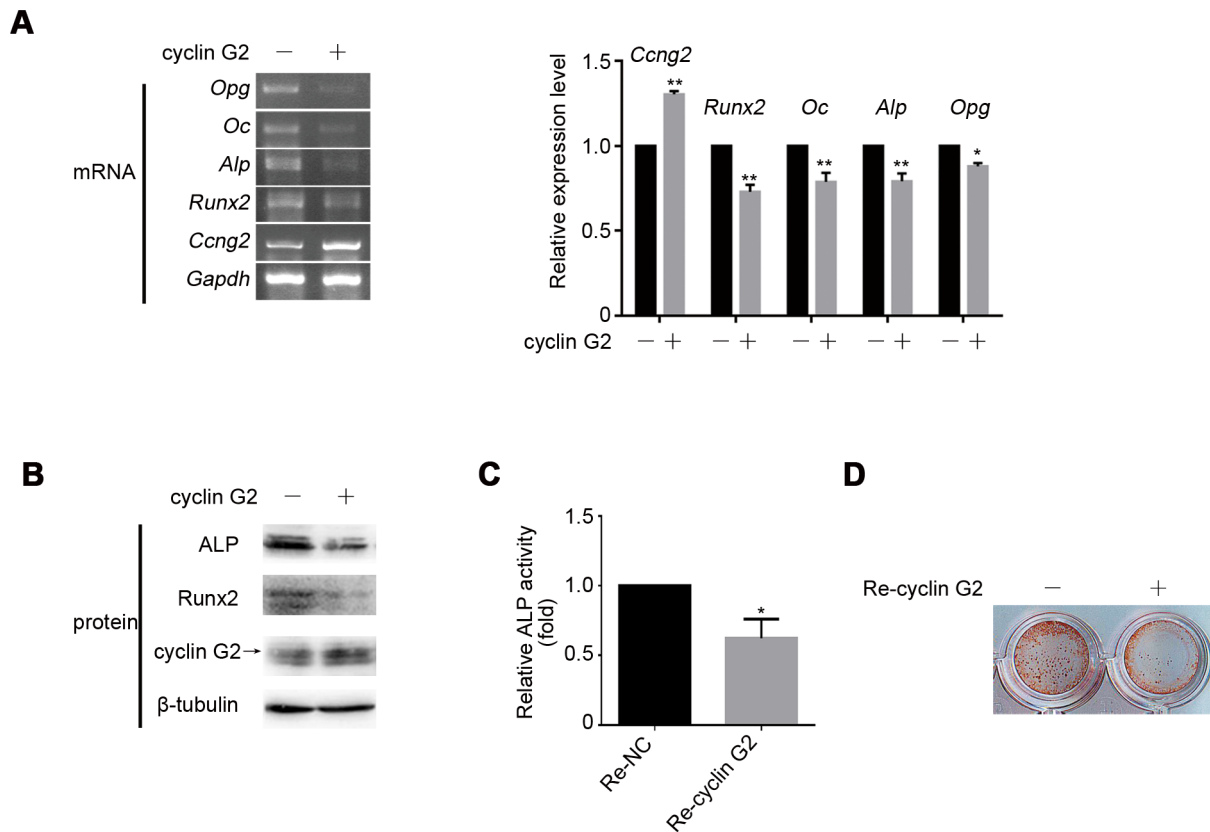 A
cyclin G2 − +
mRNA
Opg
Oc
Alp
Runx2
Ccng2
Gapdh
Relative expression level
1.5
1.0
0.5
0
Ccng2
Runx2
Oc
Alp
Opg
**
**
**
**
*
cyclin G2 − + − + − + − + − +
B
cyclin G2 − +
protein
ALP
Runx2
cyclin G2→
β-tubulin
C
Relative ALP activity
(fold)
1.5
1.0
0.5
0
*
Re-NC
Re-cyclin G2
D
Re-cyclin G2 − +